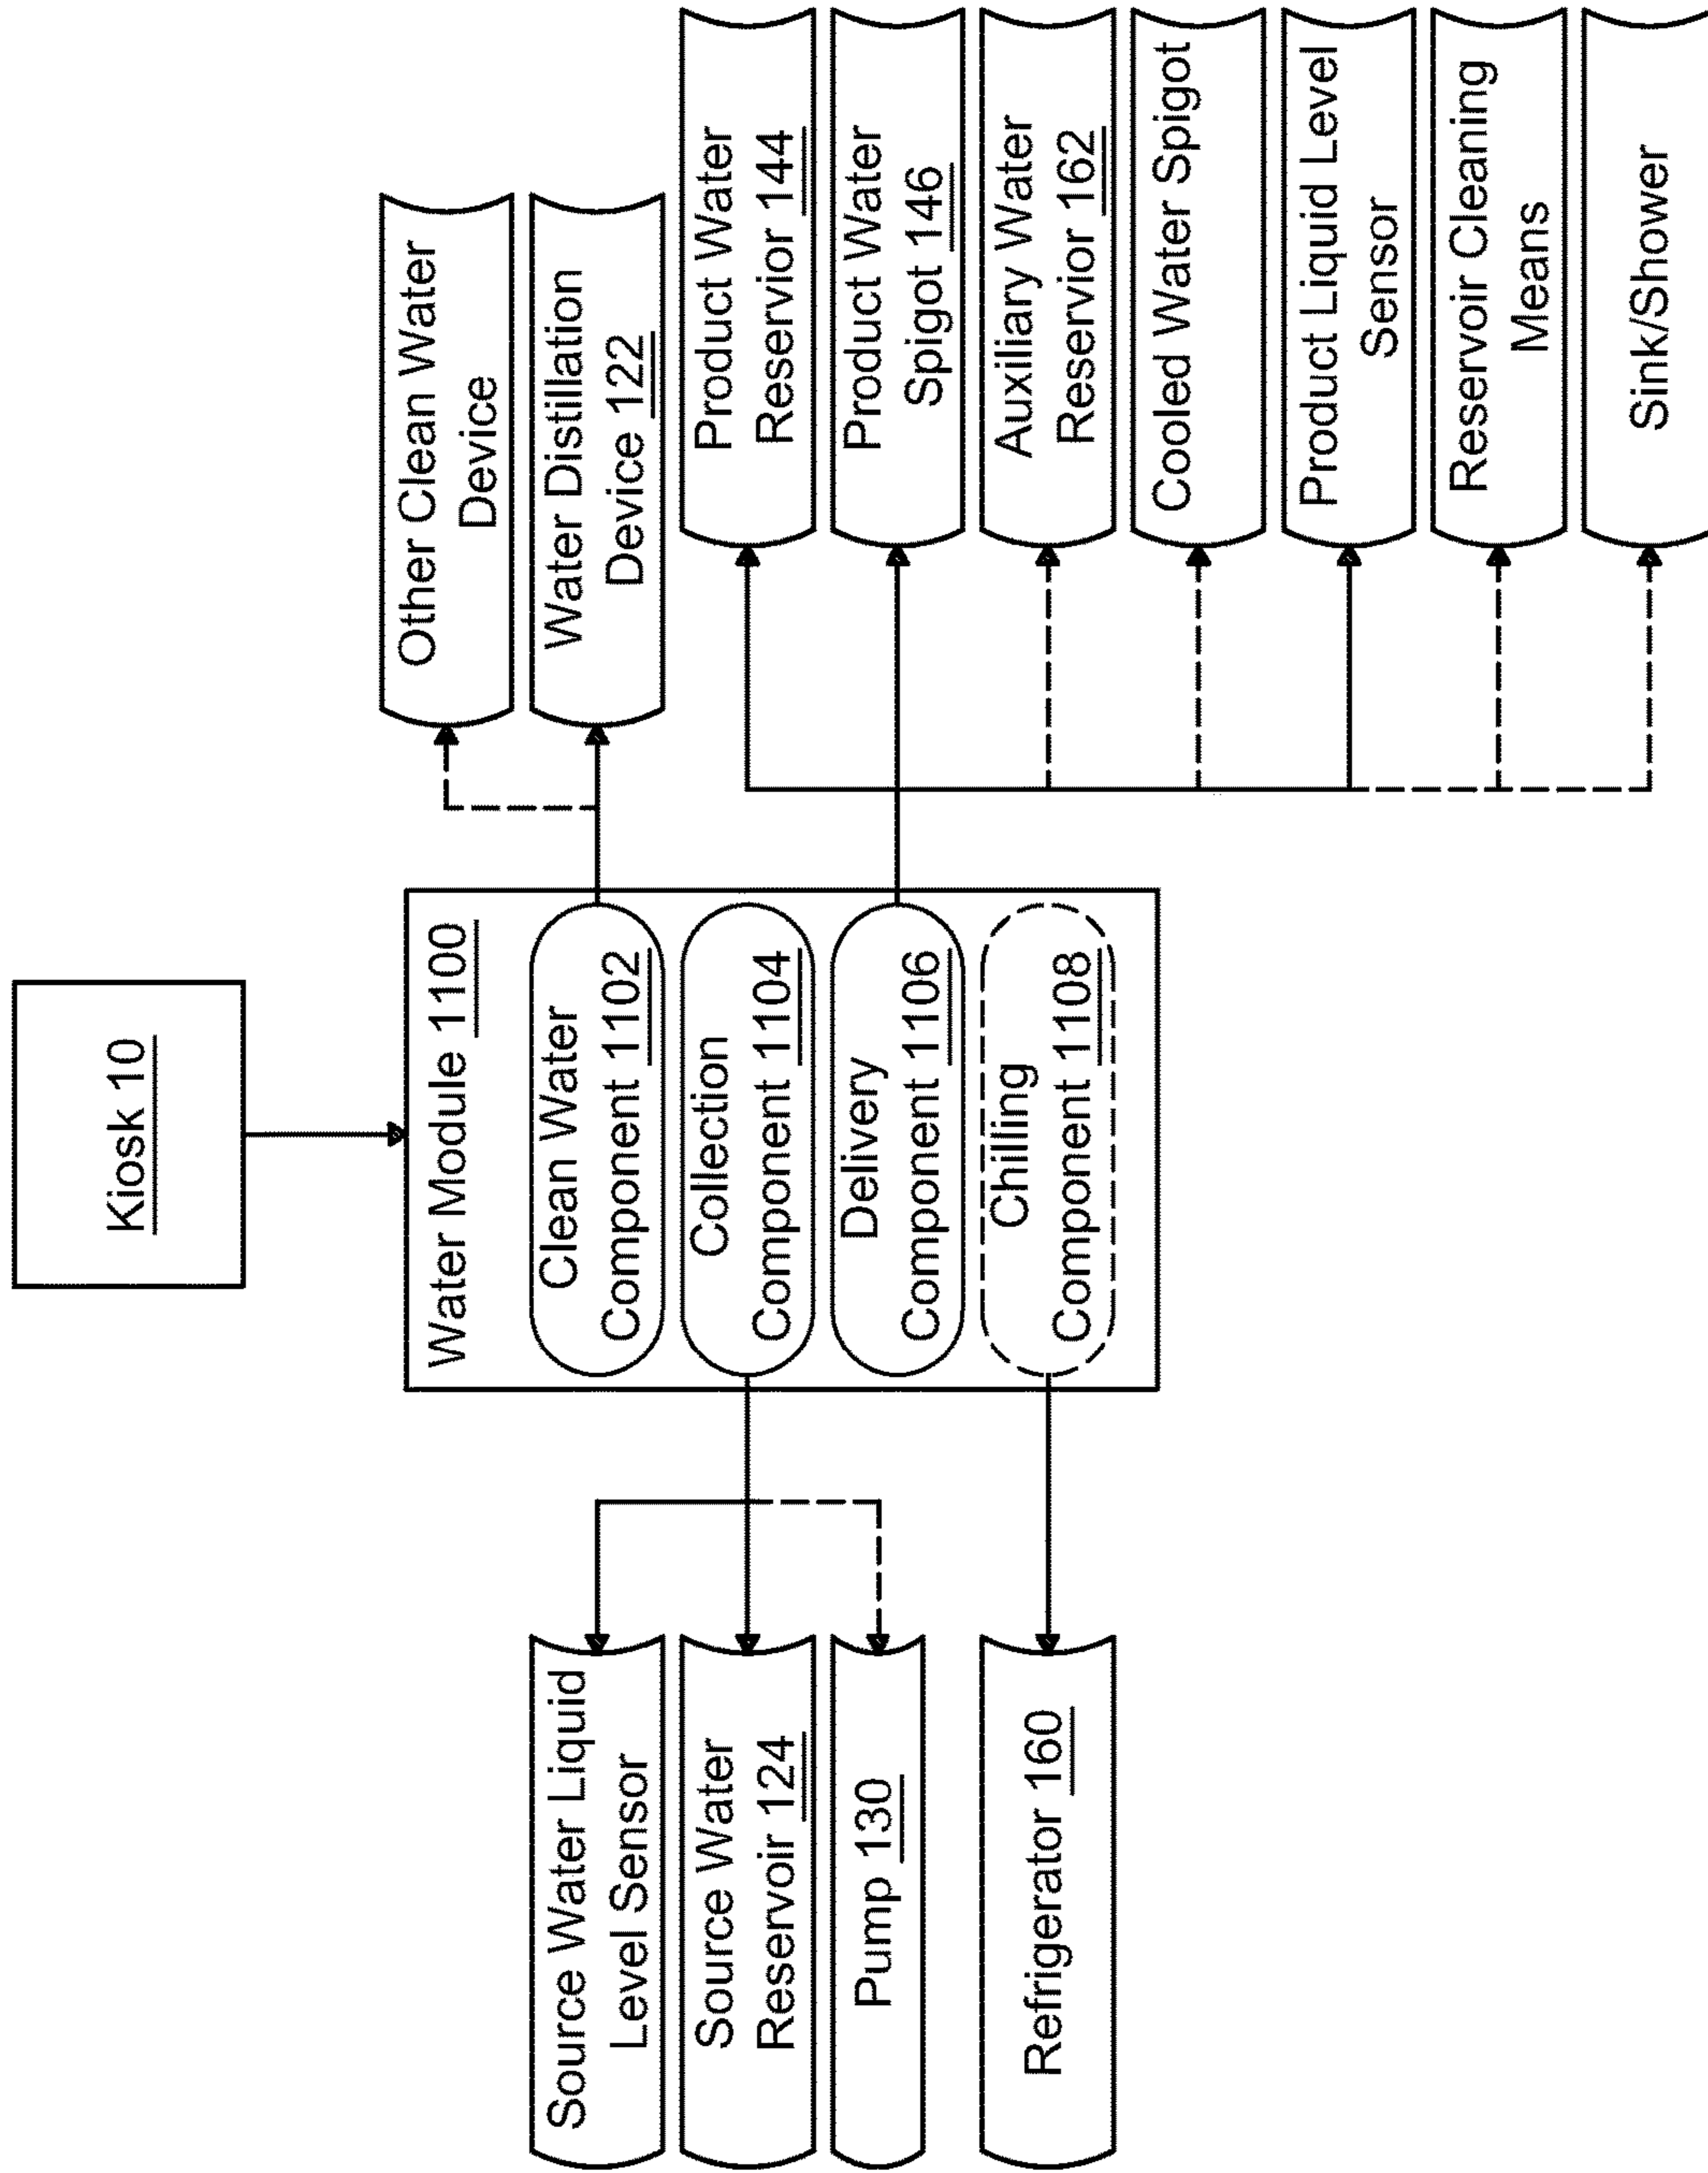 Kiosk 10
Water Module 1100
Clean Water
Component 1102
Collection
Component 1104
Delivery
Component 1106
Chilling
Component 1108
Source Water Liquid
Level Sensor
Source Water
Reservoir 124
Pump 130
Refrigerator 160
Other Clean Water
Device
Water Distillation
Device 122
Product Water
Reservior 144
Product Water
Spigot 146
Auxiliary Water
Reservior 162
Cooled Water Spigot
Product Liquid Level
Sensor
Reservoir Cleaning
Means
Sink/Shower